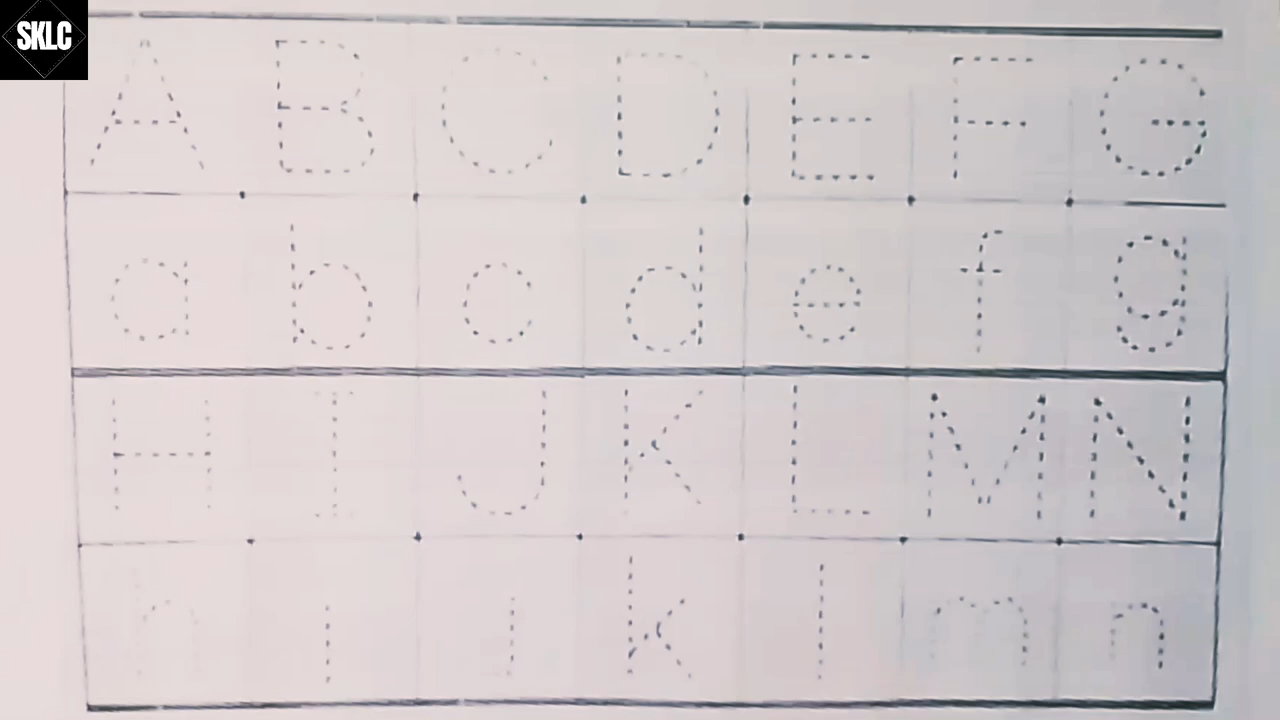 SKLC
A B C D E F G
a b c d e f g
H I J K L M N
h i j k l m n